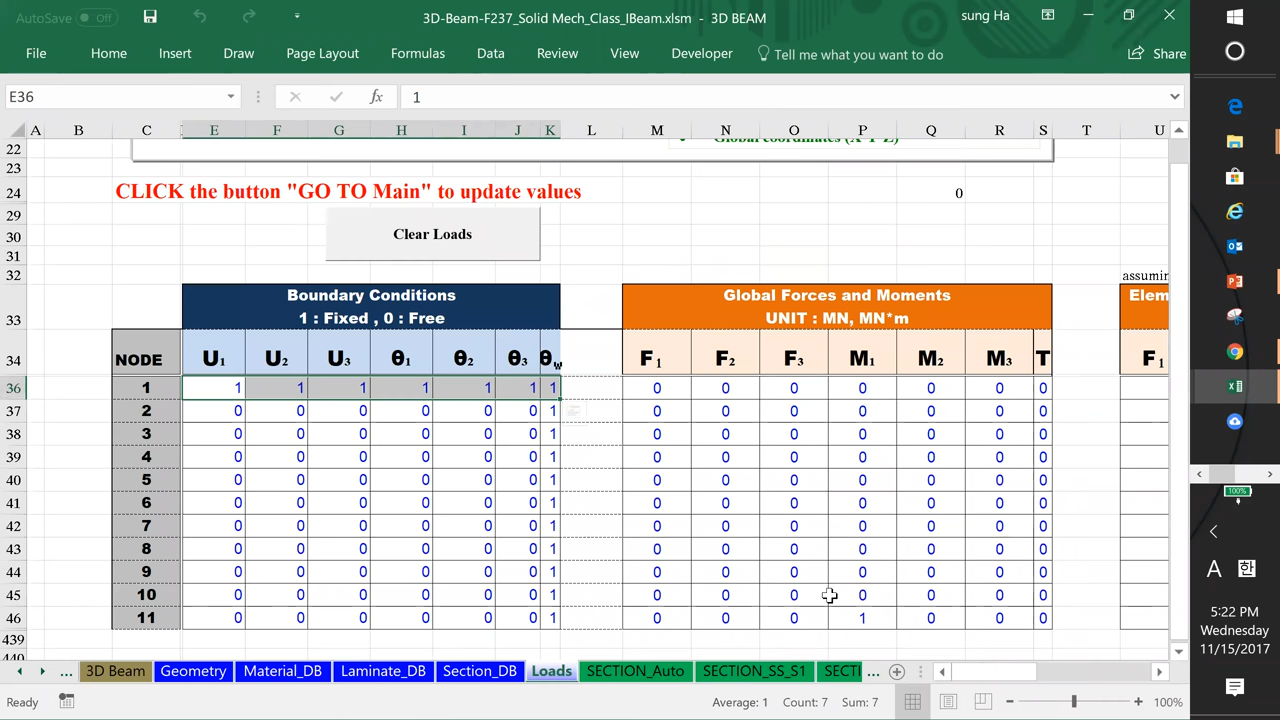 AutoSave Off 3D-Beam-F237_Solid Mech_Class_IBeam.xlsm - 3D BEAM sung Ha
File Home Insert Draw Page Layout Formulas Data Review View Developer Tell me what you want to do Share
E36 fx 1
A B C E F G H I J K L M N O P Q R S T U
22 Global coordinates (X-Y-Z)
23
24 CLICK the button "GO TO Main" to update values 0
29
30 Clear Loads
31
32 assumin
33 Boundary Conditions Global Forces and Moments Elem
1 : Fixed , 0 : Free UNIT : MN, MN*m
34 NODE U1 U2 U3 θ1 θ2 θ3 θw F1 F2 F3 M1 M2 M3 T F1
36 1 1 1 1 1 1 1 1 0 0 0 0 0 0 0
37 2 0 0 0 0 0 0 1 0 0 0 0 0 0 0
38 3 0 0 0 0 0 0 1 0 0 0 0 0 0 0
39 4 0 0 0 0 0 0 1 0 0 0 0 0 0 0
40 5 0 0 0 0 0 0 1 0 0 0 0 0 0 0
41 6 0 0 0 0 0 0 1 0 0 0 0 0 0 0
42 7 0 0 0 0 0 0 1 0 0 0 0 0 0 0
43 8 0 0 0 0 0 0 1 0 0 0 0 0 0 0
44 9 0 0 0 0 0 0 1 0 0 0 0 0 0 0
45 10 0 0 0 0 0 0 1 0 0 0 0 0 0 0
46 11 0 0 0 0 0 0 1 0 0 0 1 0 0 0
439
440
... 3D Beam Geometry Material_DB Laminate_DB Section_DB Loads SECTION_Auto SECTION_SS_S1 SECTI ...
Ready Average: 1 Count: 7 Sum: 7 100%
100%
A 한
5:22 PM
Wednesday
11/15/2017